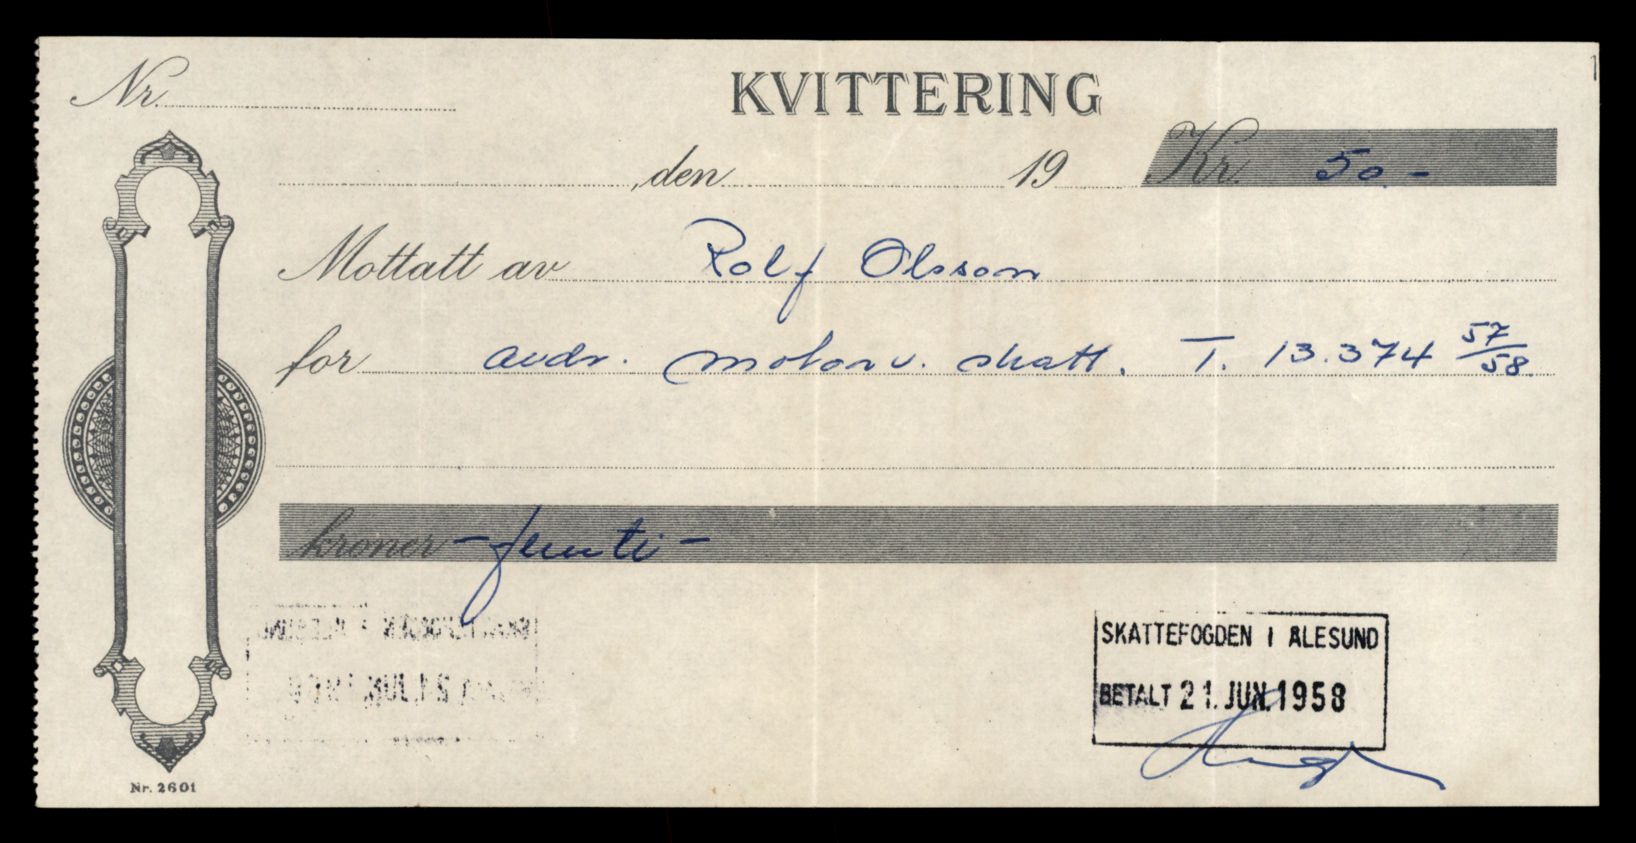 Nr.
KVITTERING
, den 19 Kr. 50.-
Mottatt av Rolf Olsson
for avdr. motorv. skatt. T. 13.374 57/58.
kroner - femti -
SKATTEFOGDEN I ÅLESUND
BETALT 21. JUN. 1958
Nr. 2601